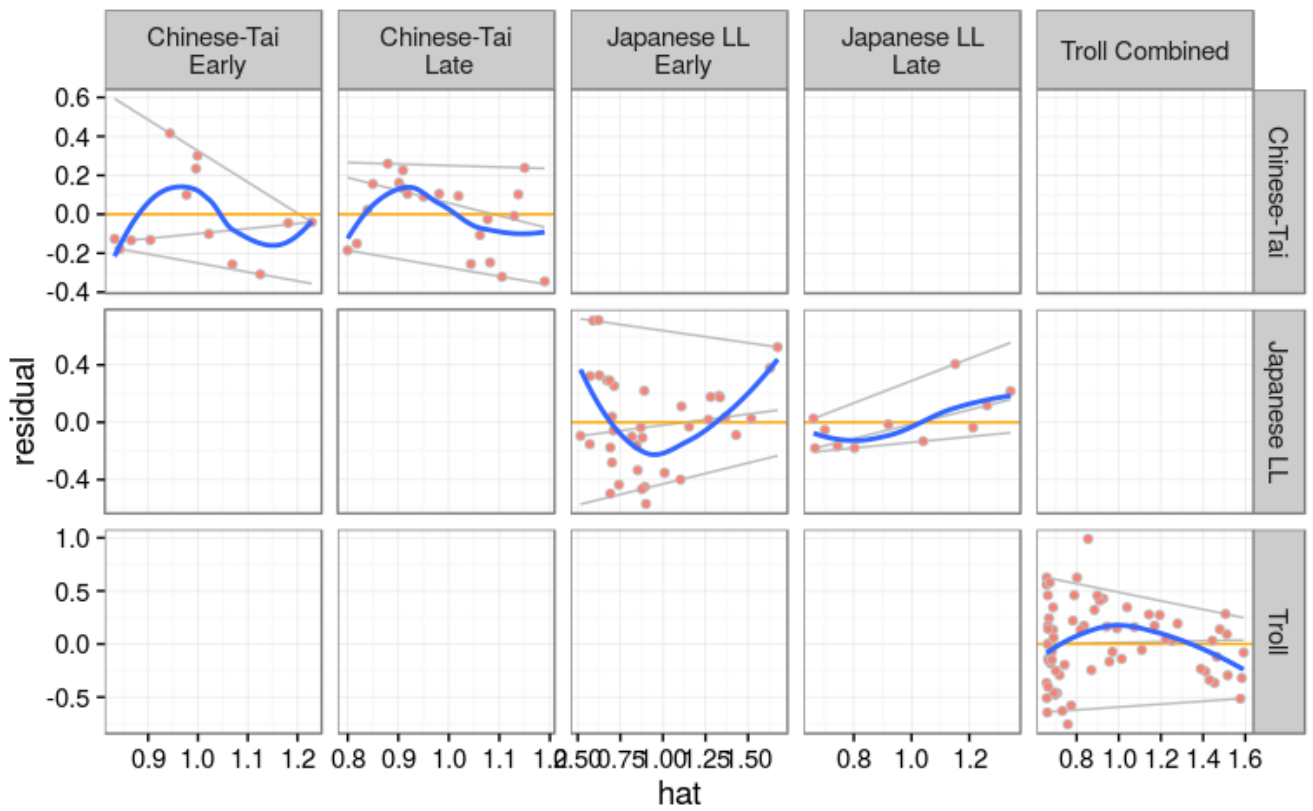 Chinese-Tai
Early
Chinese-Tai
Late
Japanese LL
Early
Japanese LL
Late
Troll Combined
0.6
0.4
0.2
0.0
-0.2
-0.4
Chinese-Tai
0.4
0.0
-0.4
Japanese LL
1.0
0.5
0.0
-0.5
Troll
residual
0.9 1.0 1.1 1.2
0.8 0.9 1.0 1.1 1.2
0.50 0.75 1.00 1.25 1.50
0.8 1.0 1.2
0.8 1.0 1.2 1.4 1.6
hat